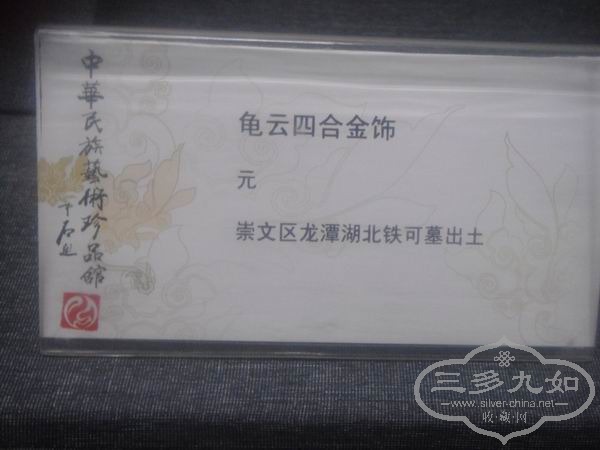 中華民族藝術珍品館
龟云四合金饰
元
崇文区龙潭湖北铁可墓出土
三多九如
www.silver-china.net
收藏网